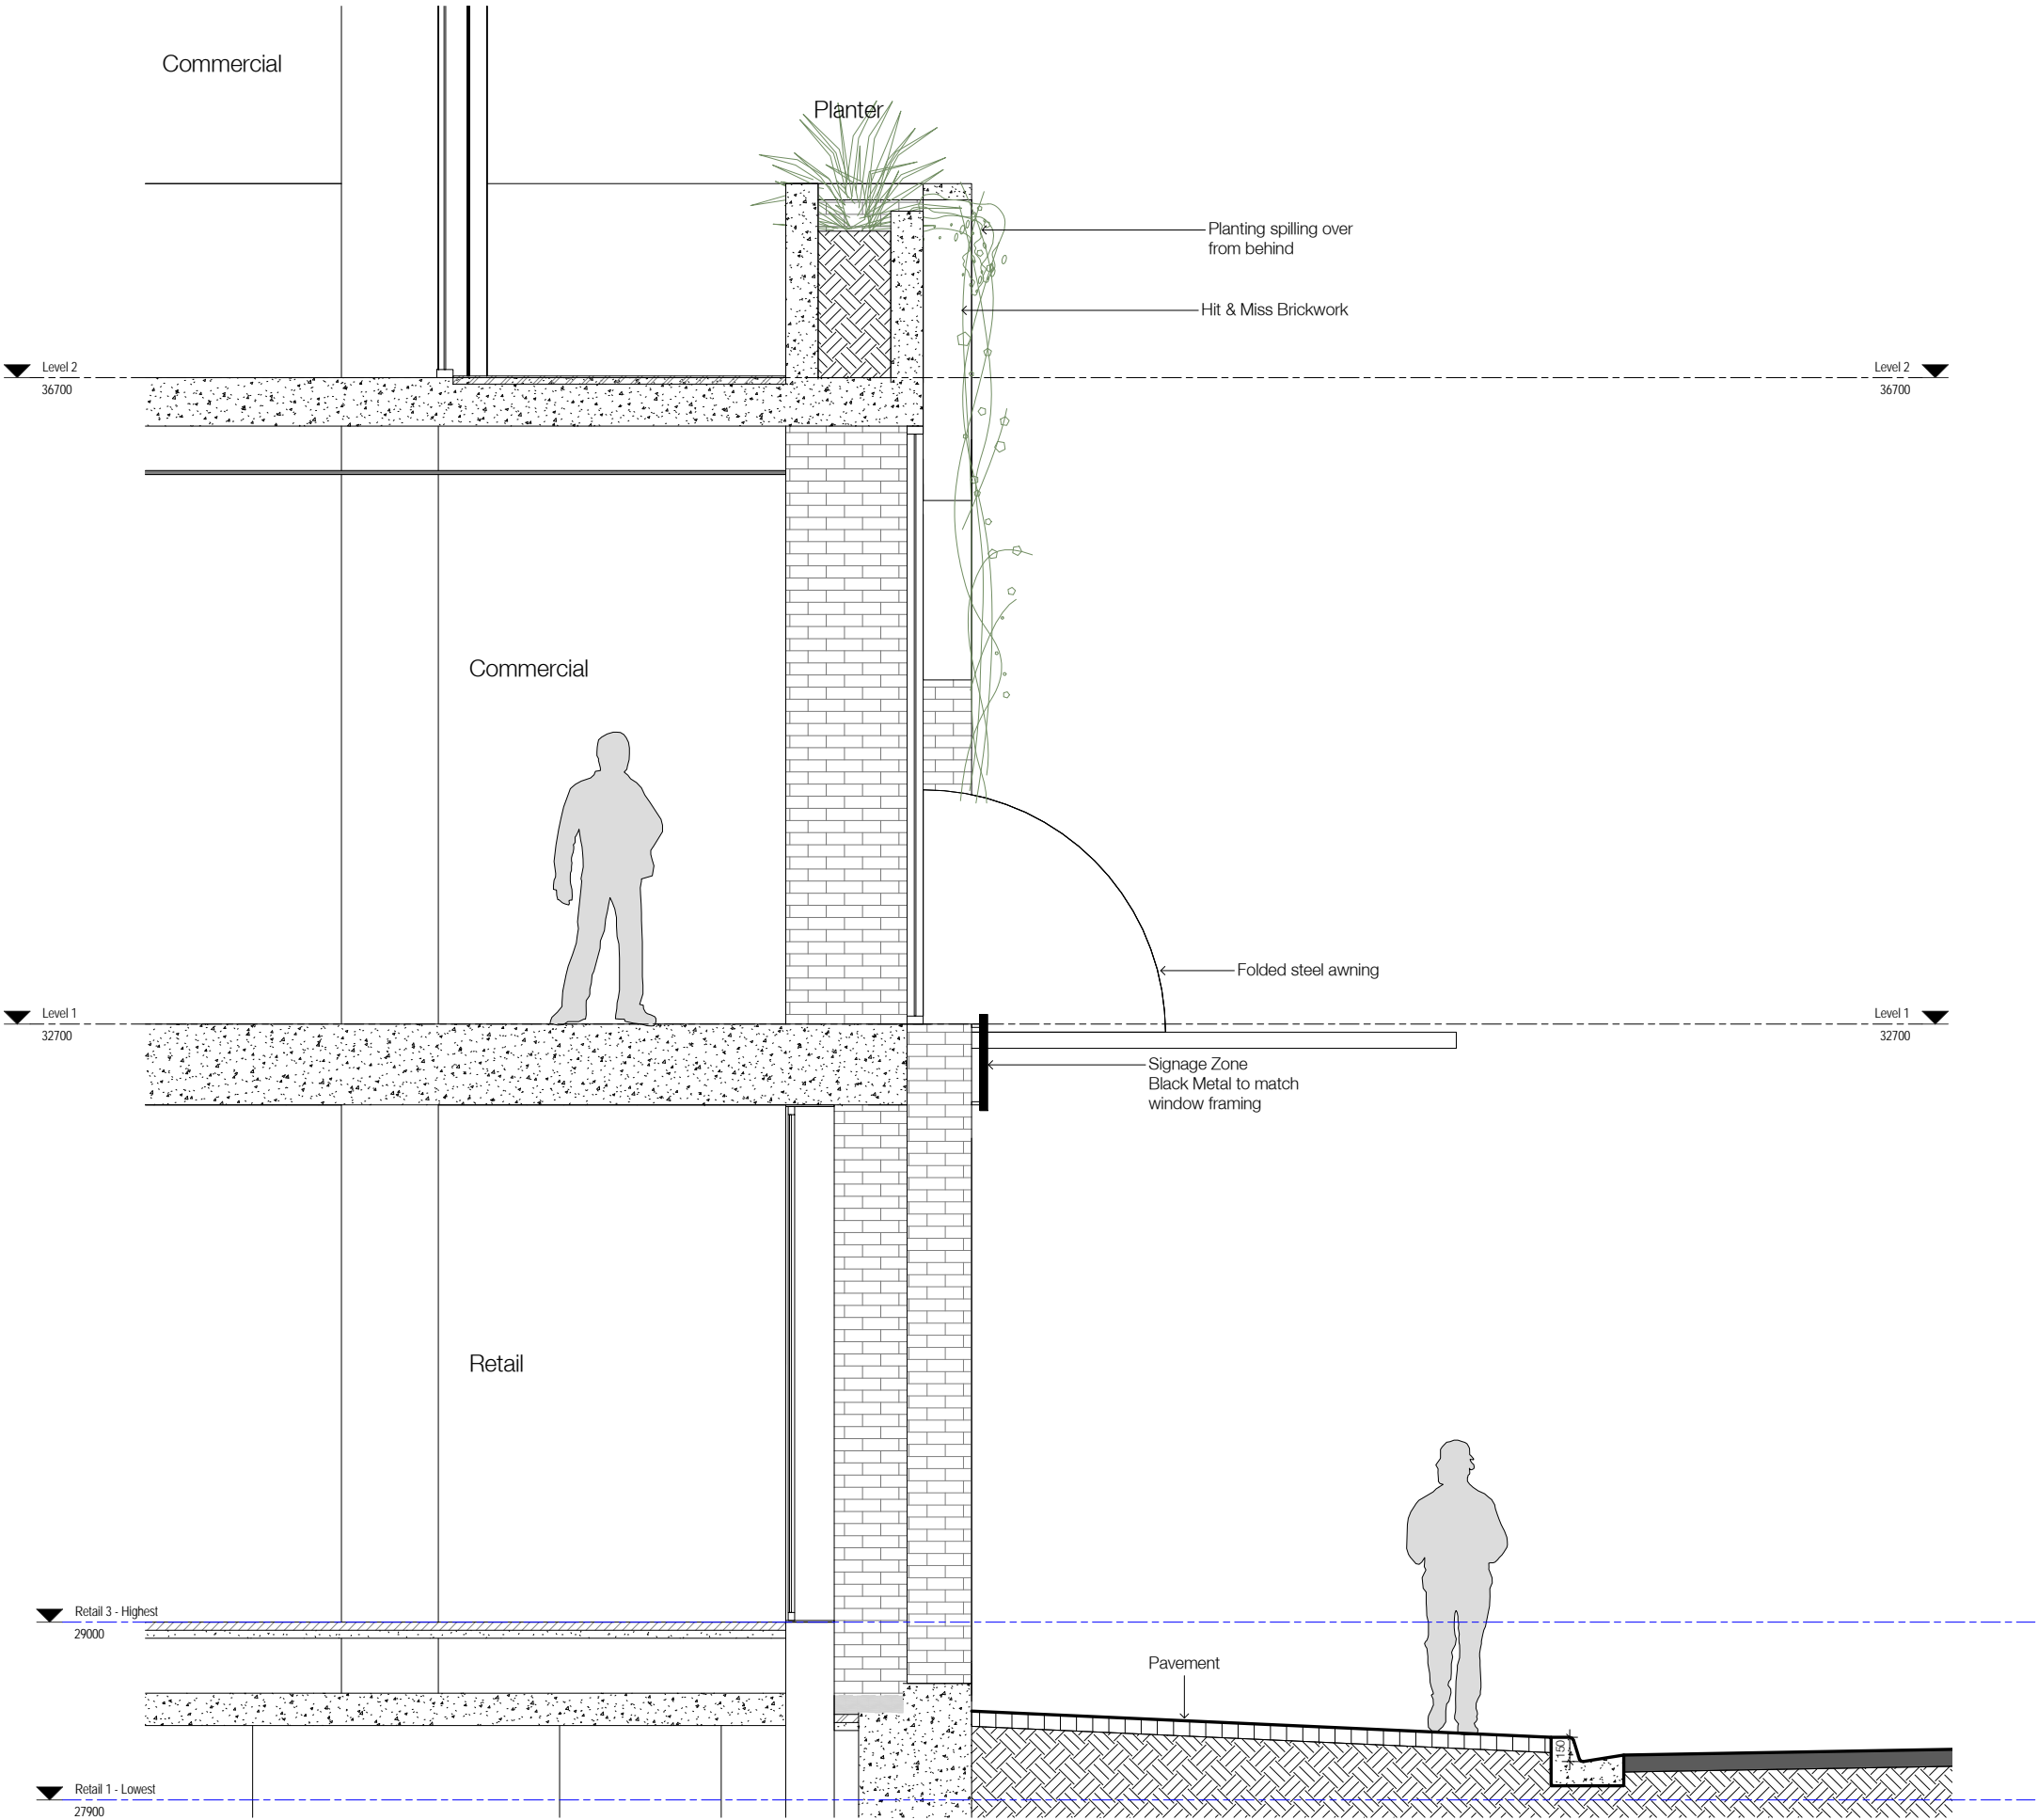 Commercial
Planter
Planting spilling over
from behind
Hit & Miss Brickwork
Level 2
36700
Level 2
36700
Commercial
Folded steel awning
Level 1
32700
Level 1
32700
Signage Zone
Black Metal to match
window framing
Retail
Retail 3 - Highest
29000
Pavement
150
Retail 1 - Lowest
27900